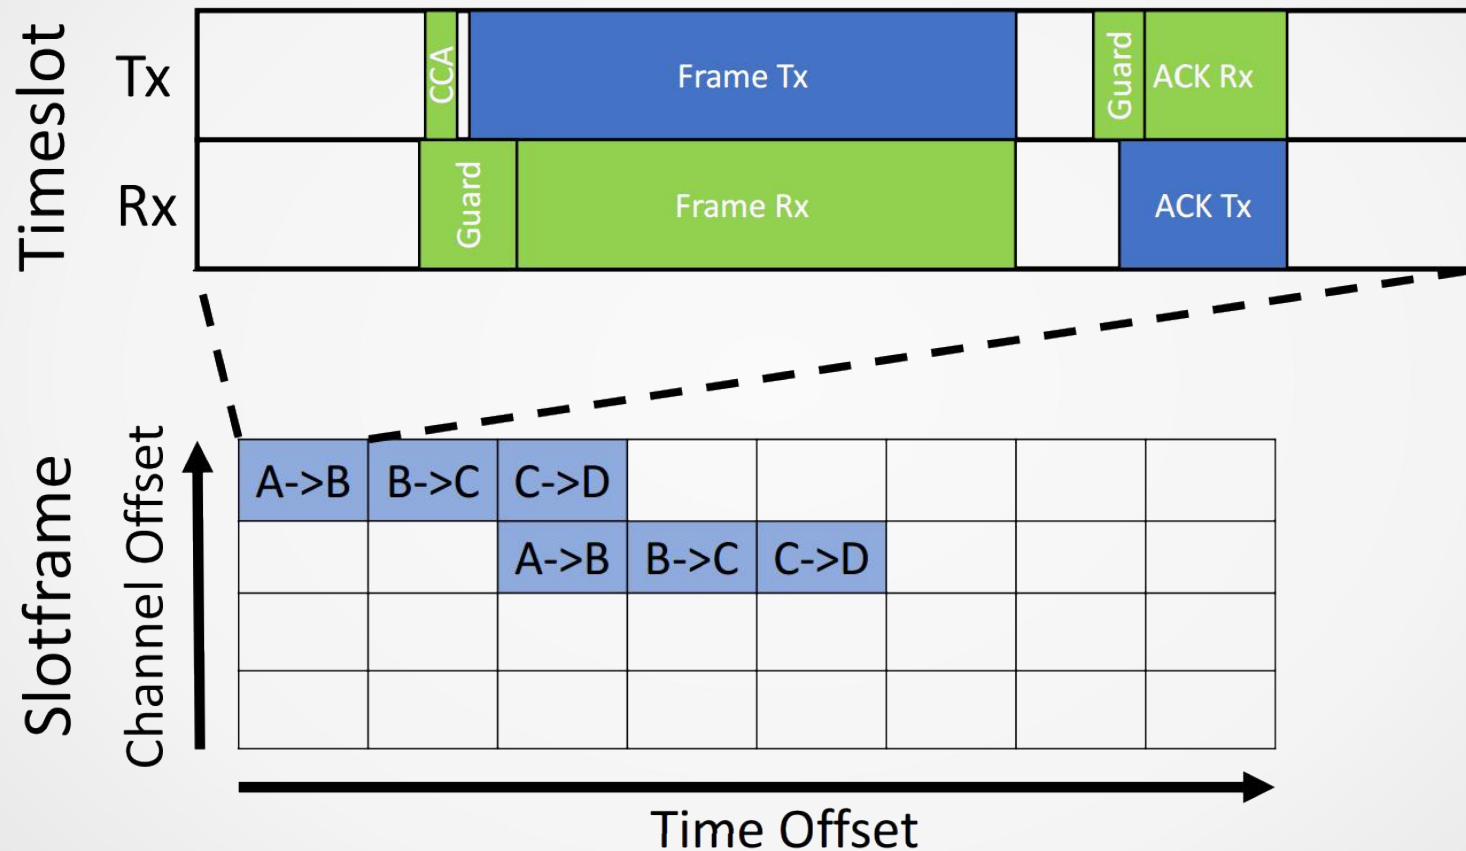 Timeslot
Tx
CCA
Frame Tx
Guard
ACK Rx
Rx
Guard
Frame Rx
ACK Tx
Slotframe
Channel Offset
A->B
B->C
C->D
A->B
B->C
C->D
Time Offset